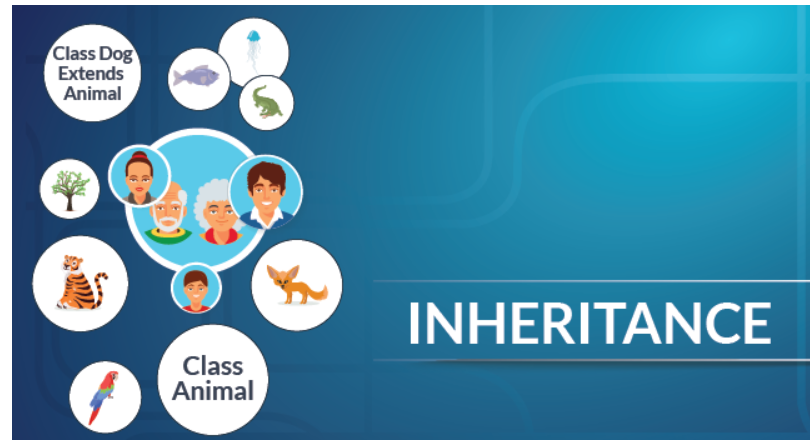 Class Dog
Extends
Animal
INHERITANCE
Class
Animal